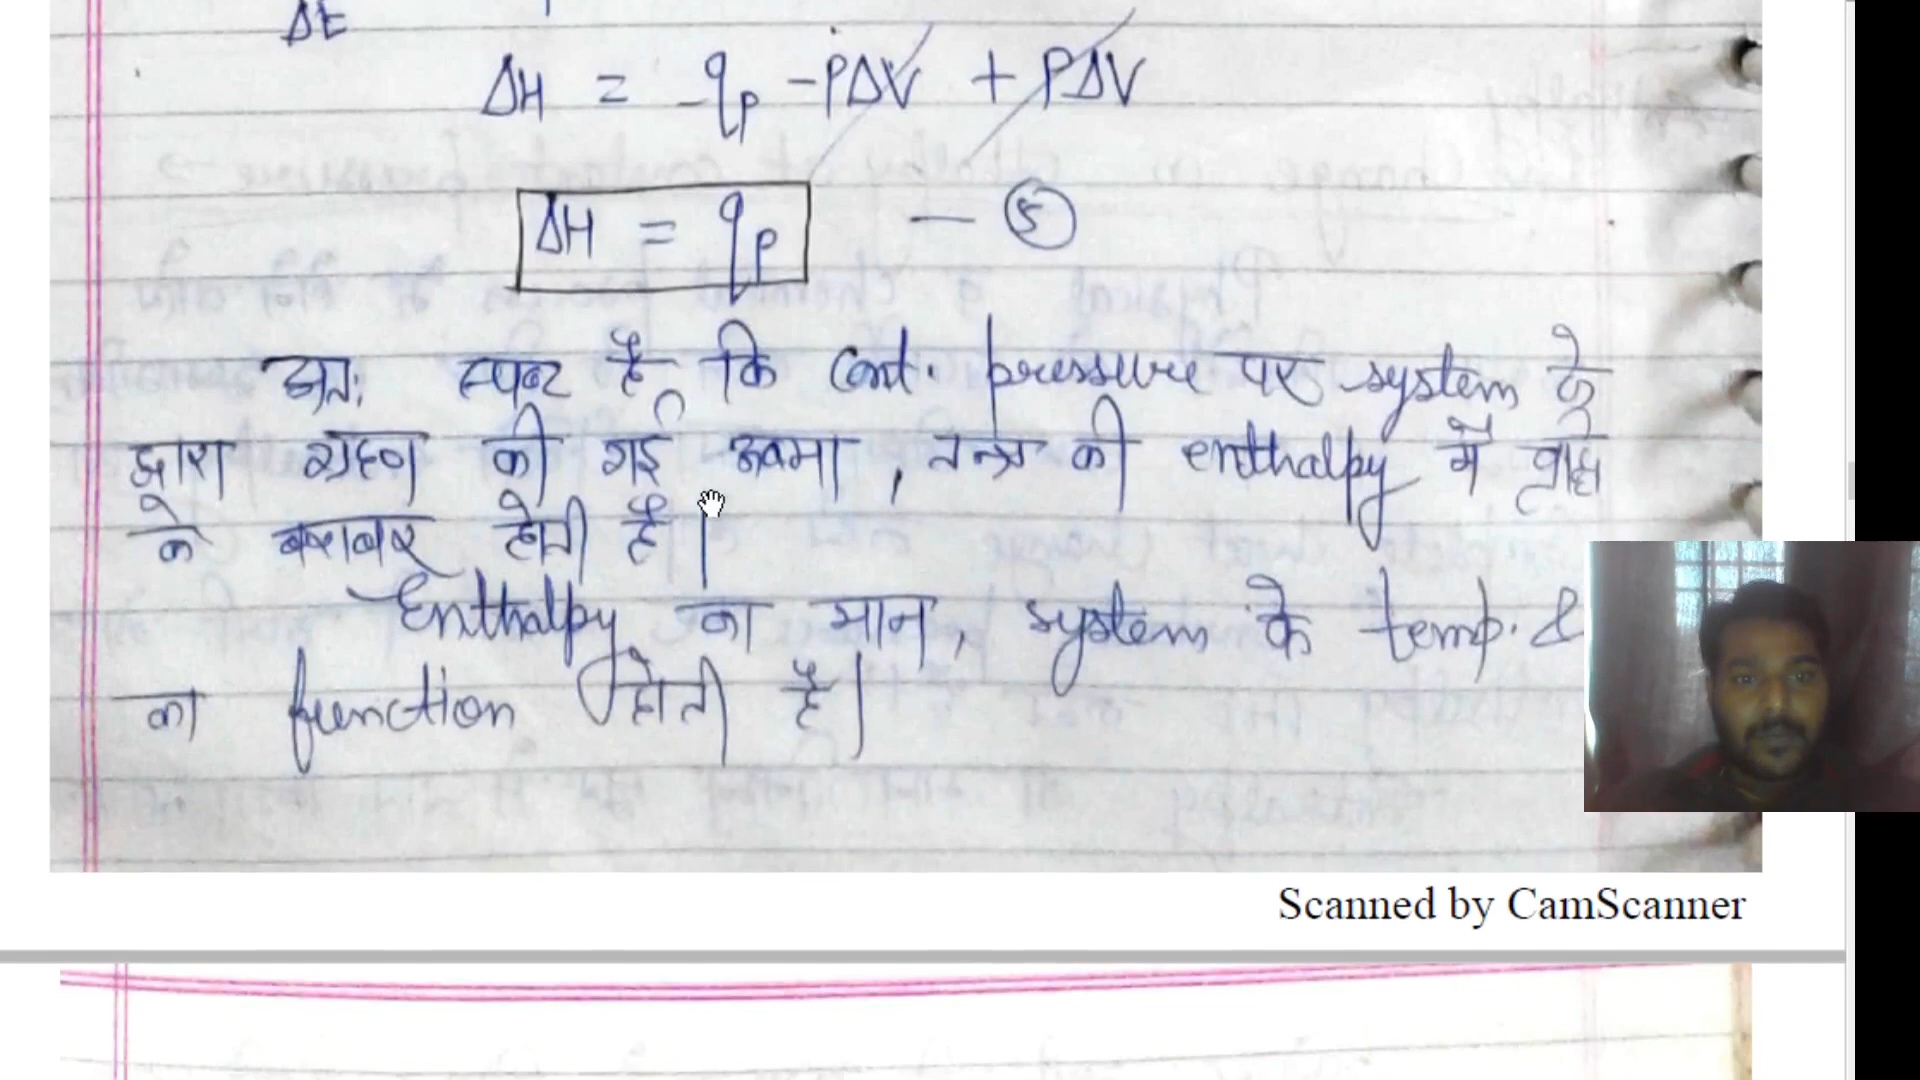 ΔE
ΔH = qp - PΔV + PΔV
ΔH = qp — ⑤
अतः स्पष्ट है कि Cont. pressure पर system के
द्वारा ग्रहण की गई ऊष्मा, तन्त्र की enthalpy में वृद्धि
के बराबर होती है।
Enthalpy का मान, system के temp. &
का function होती है।
Scanned by CamScanner